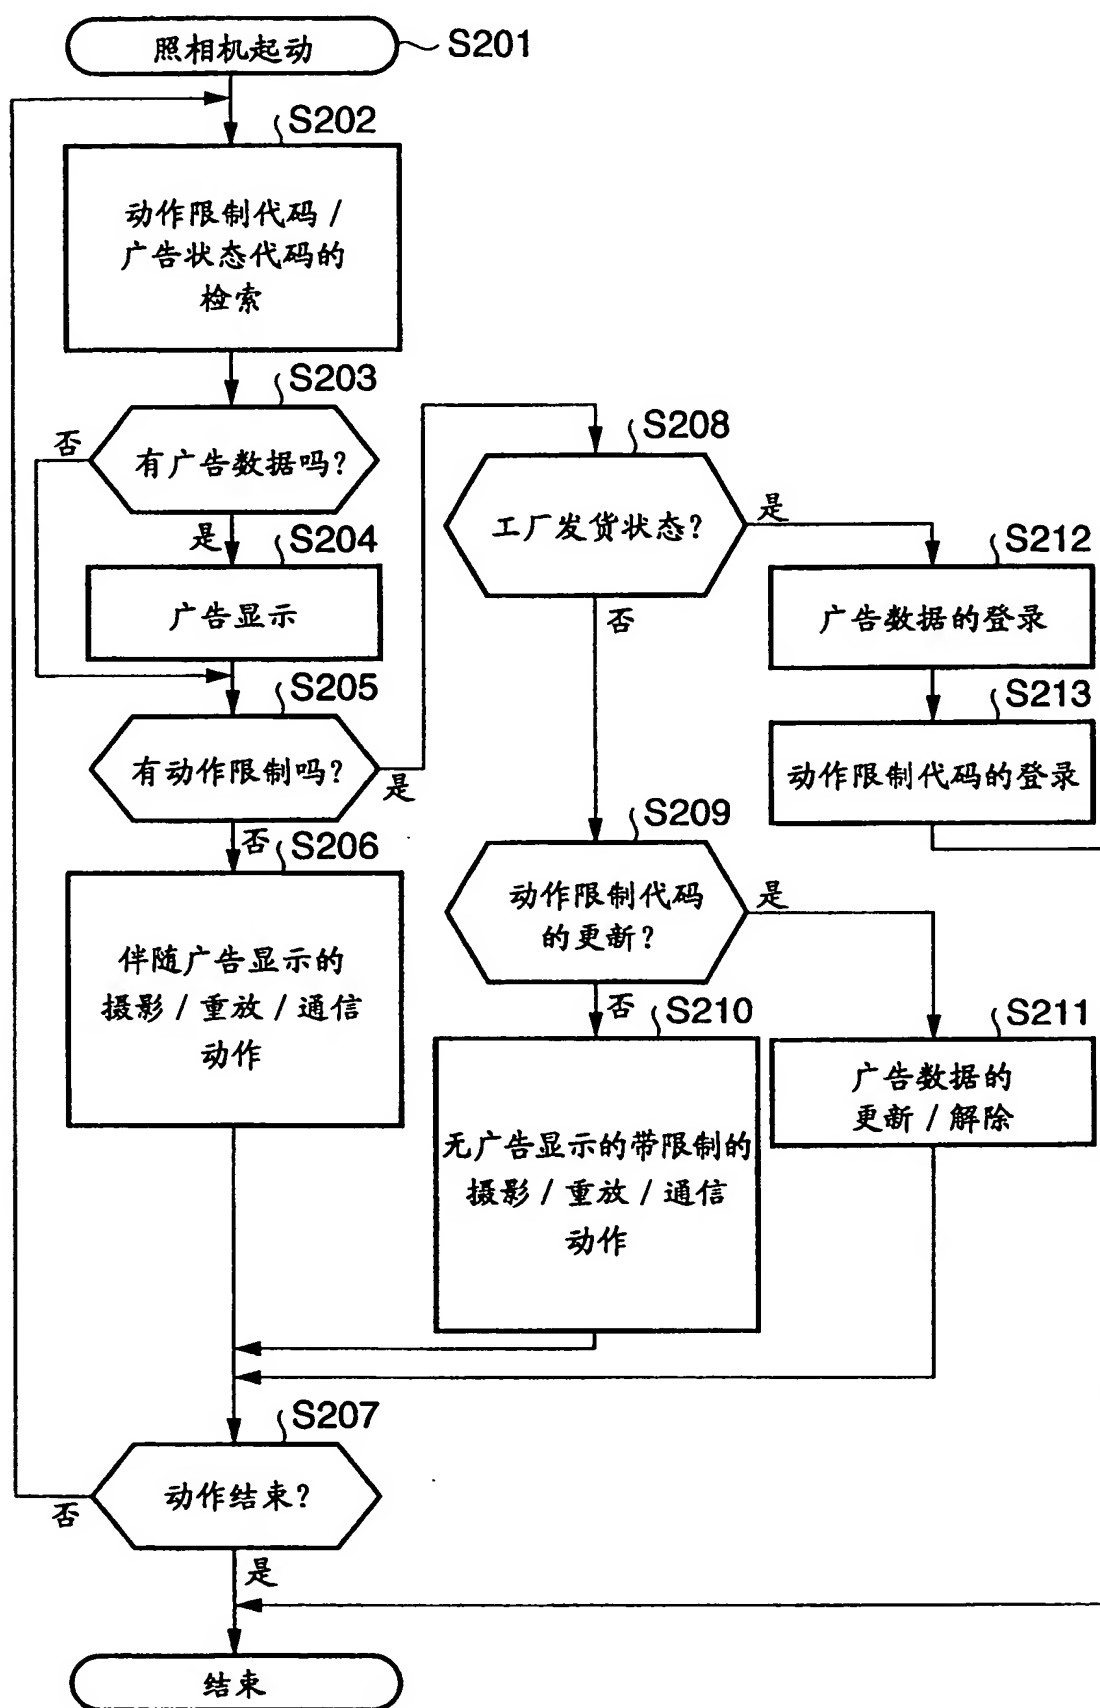 照相机起动
S201
S202
动作限制代码 /
广告状态代码的
检索
S203
有广告数据吗?
否
是
S204
广告显示
S205
有动作限制吗?
是
否
S206
伴随广告显示的
摄影 / 重放 / 通信
动作
S208
工厂发货状态?
是
否
S212
广告数据的登录
S213
动作限制代码的登录
S209
动作限制代码
的更新?
是
否
S210
无广告显示的带限制的
摄影 / 重放 / 通信
动作
S211
广告数据的
更新 / 解除
S207
动作结束?
否
是
结束